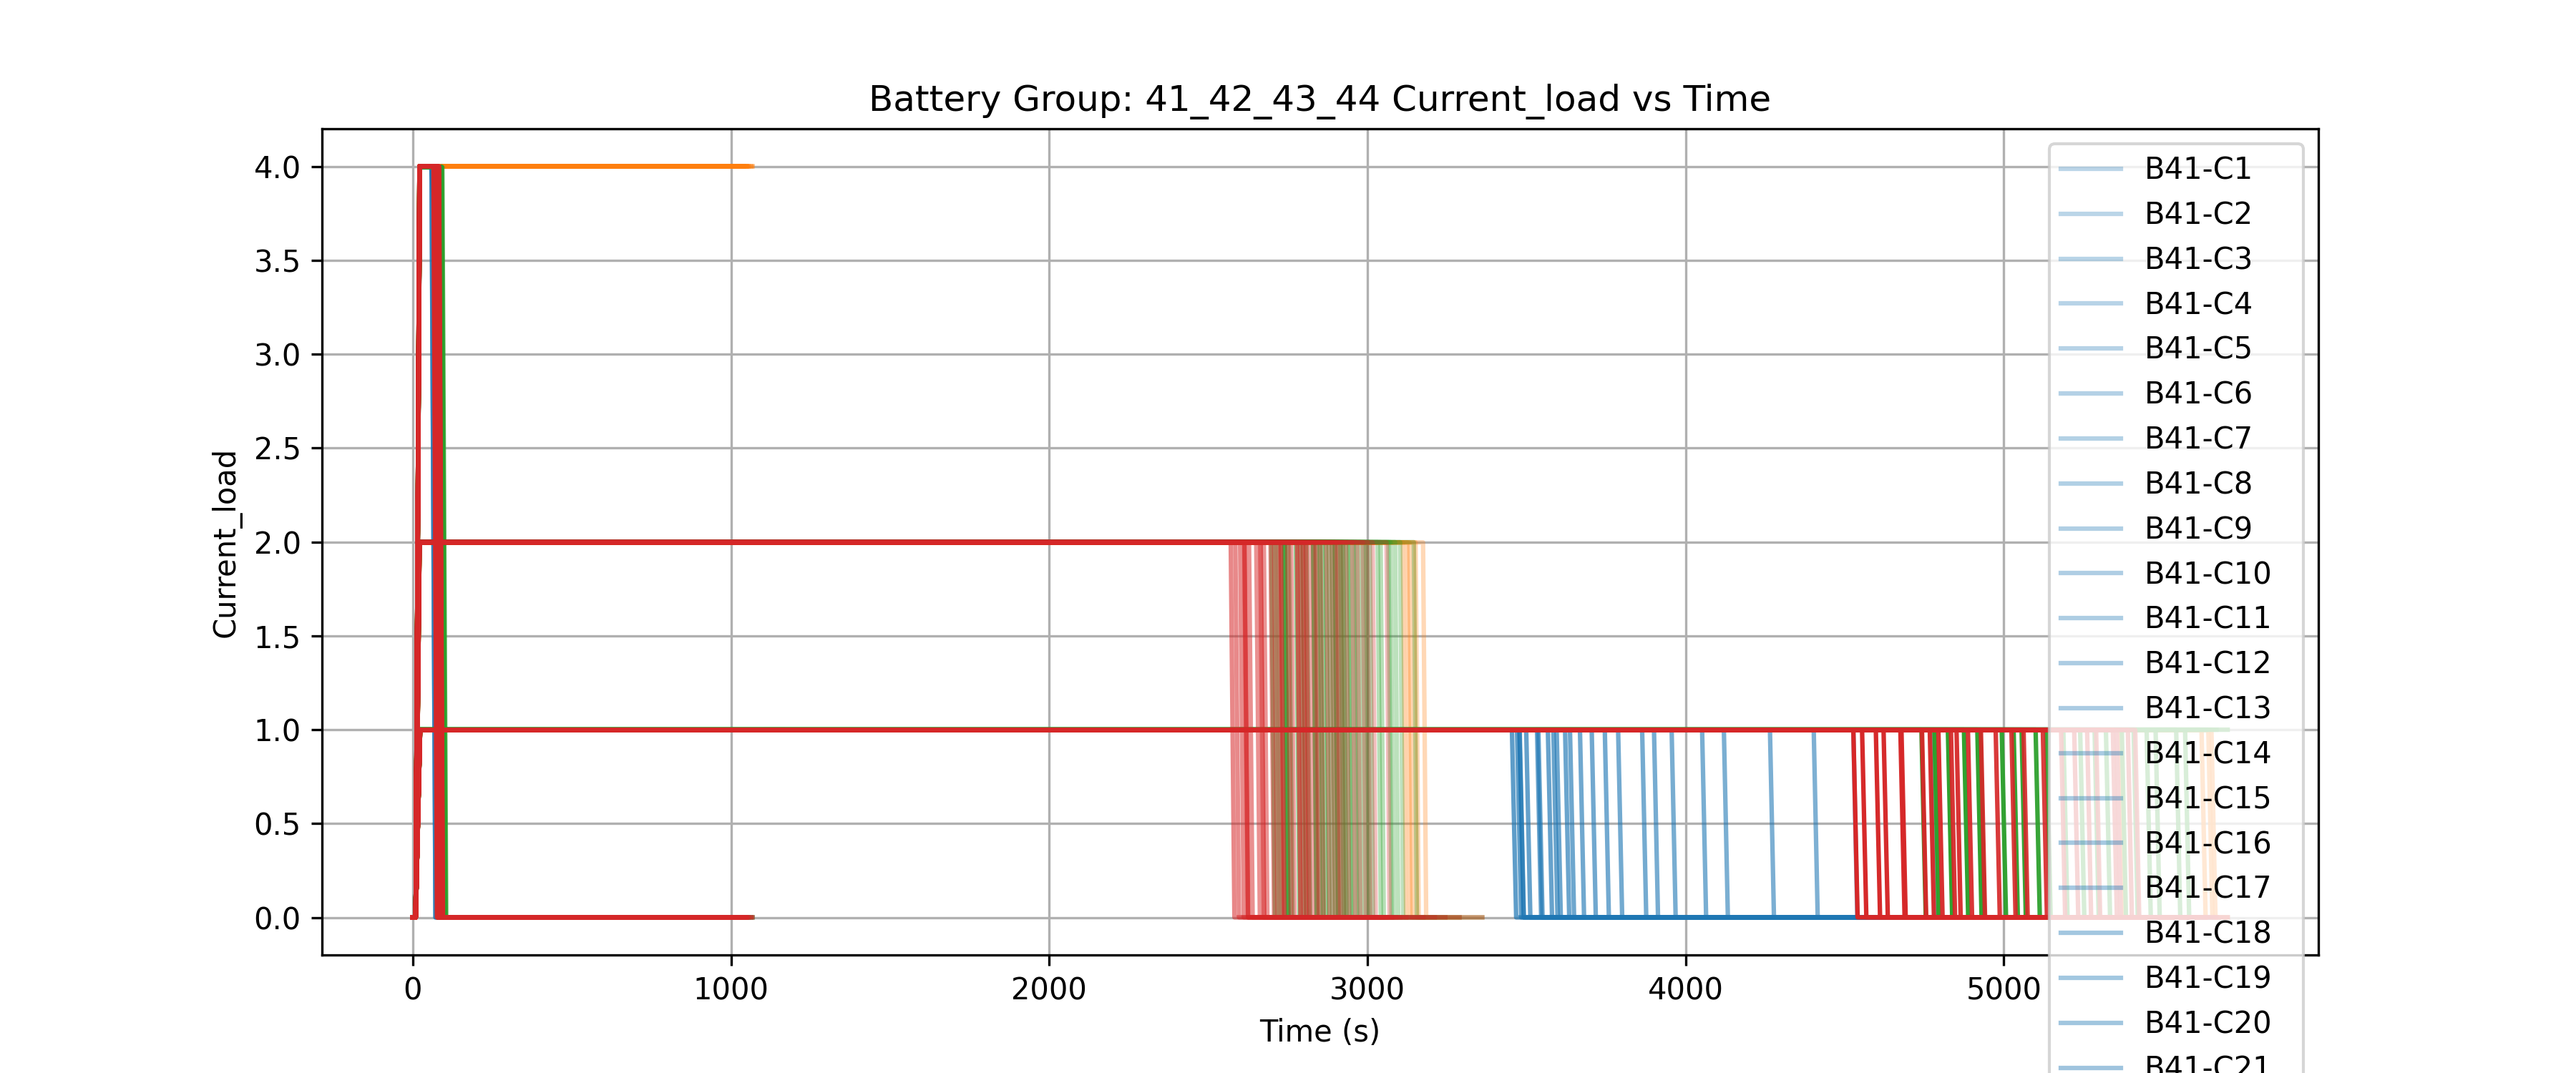 Battery Group: 41_42_43_44 Current_load vs Time
Current_load
4.0
3.5
3.0
2.5
2.0
1.5
1.0
0.5
0.0
0
1000
2000
3000
4000
5000
Time (s)
B41-C1
B41-C2
B41-C3
B41-C4
B41-C5
B41-C6
B41-C7
B41-C8
B41-C9
B41-C10
B41-C11
B41-C12
B41-C13
B41-C14
B41-C15
B41-C16
B41-C17
B41-C18
B41-C19
B41-C20
B41-C21